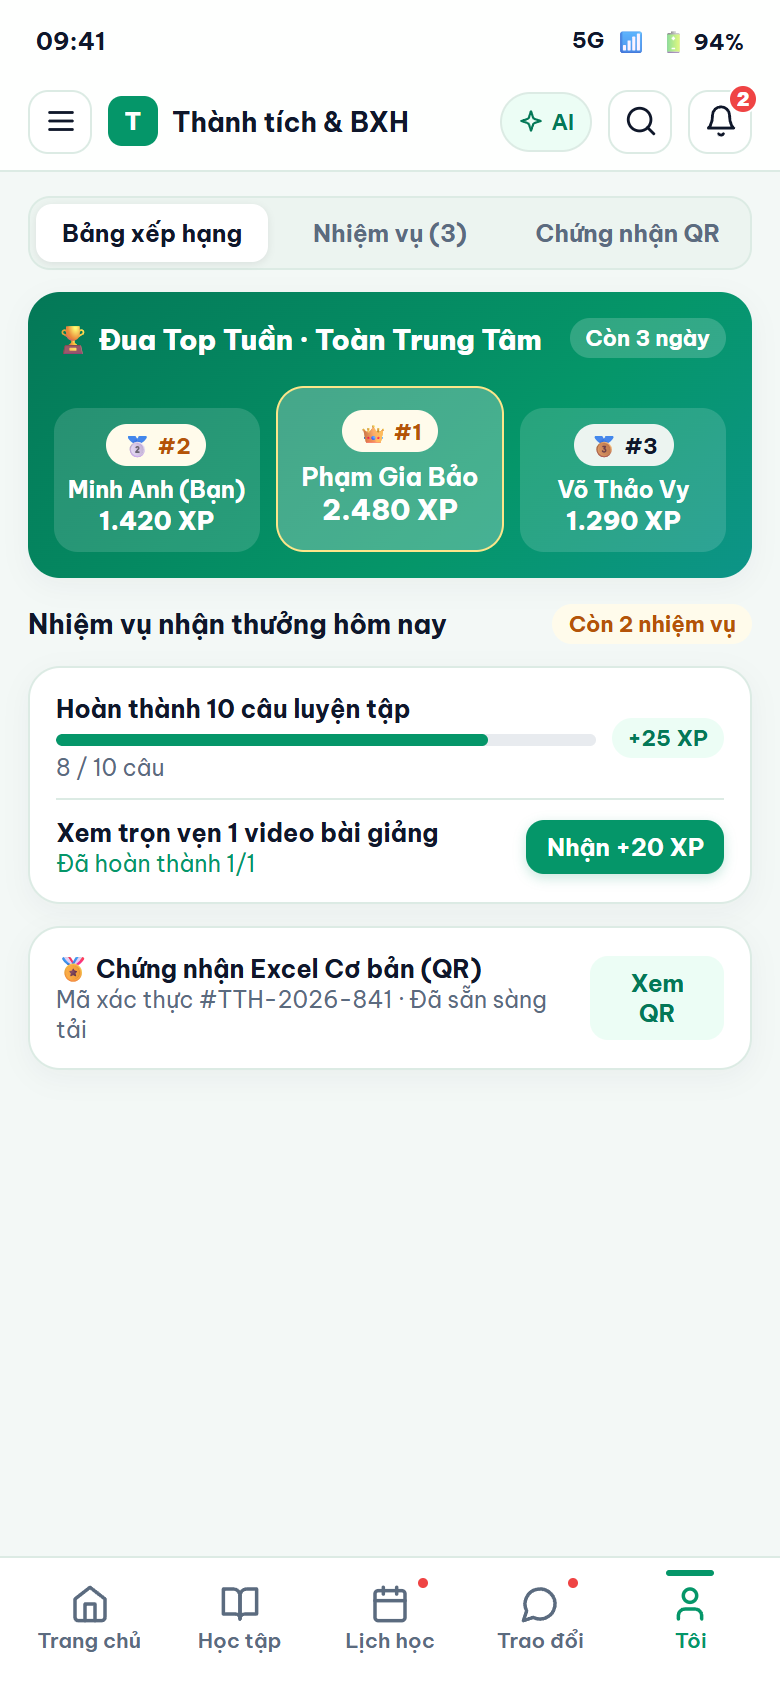 09:41
5G 94%
T Thành tích & BXH
AI
2
Bảng xếp hạng
Nhiệm vụ (3)
Chứng nhận QR
Đua Top Tuần · Toàn Trung Tâm
Còn 3 ngày
2 #2
Minh Anh (Bạn)
1.420 XP
#1
Phạm Gia Bảo
2.480 XP
3 #3
Võ Thảo Vy
1.290 XP
Nhiệm vụ nhận thưởng hôm nay
Còn 2 nhiệm vụ
Hoàn thành 10 câu luyện tập
8 / 10 câu
+25 XP
Xem trọn vẹn 1 video bài giảng
Đã hoàn thành 1/1
Nhận +20 XP
Chứng nhận Excel Cơ bản (QR)
Mã xác thực #TTH-2026-841 · Đã sẵn sàng
tải
Xem
QR
Trang chủ
Học tập
Lịch học
Trao đổi
Tôi